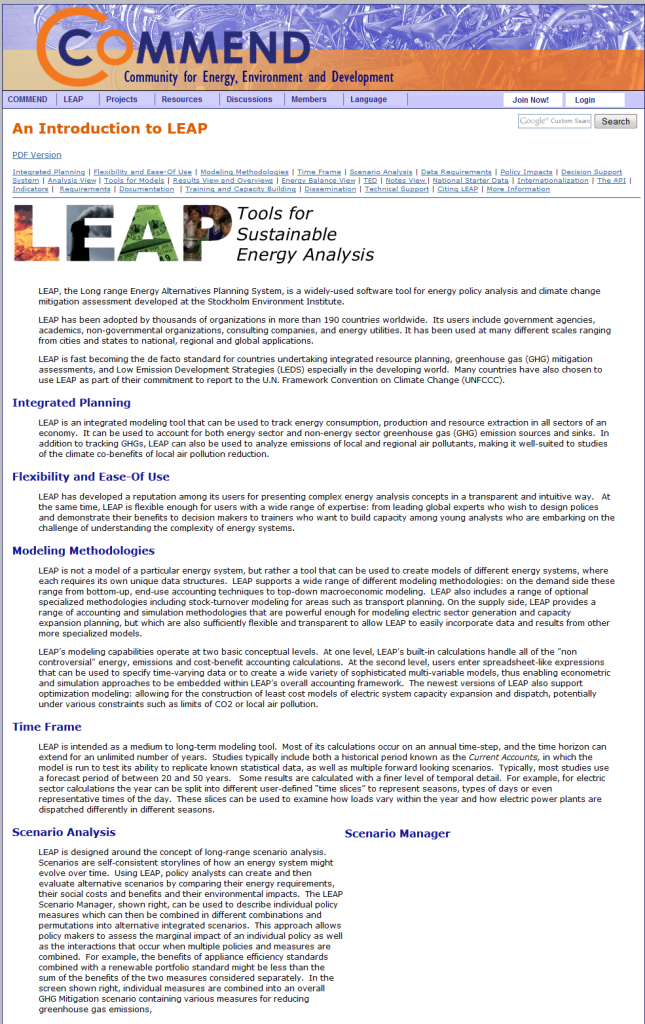 COMMEND
Community for Energy, Environment and Development
COMMEND LEAP Projects Resources Discussions Members Language Join Now! Login
An Introduction to LEAP
Google™ Custom Searc Search
PDF Version
Integrated Planning | Flexibility and Ease-Of Use | Modeling Methodologies | Time Frame | Scenario Analysis | Data Requirements | Policy Impacts | Decision Support
System | Analysis View | Tools for Models | Results View and Overviews | Energy Balance View | TED | Notes View | National Starter Data | Internationalization | The API |
Indicators | Requirements | Documentation | Training and Capacity Building | Dissemination | Technical Support | Citing LEAP | More Information
LEAP
Tools for
Sustainable
Energy Analysis
LEAP, the Long range Energy Alternatives Planning System, is a widely-used software tool for energy policy analysis and climate change
mitigation assessment developed at the Stockholm Environment Institute.
LEAP has been adopted by thousands of organizations in more than 190 countries worldwide. Its users include government agencies,
academics, non-governmental organizations, consulting companies, and energy utilities. It has been used at many different scales ranging
from cities and states to national, regional and global applications.
LEAP is fast becoming the de facto standard for countries undertaking integrated resource planning, greenhouse gas (GHG) mitigation
assessments, and Low Emission Development Strategies (LEDS) especially in the developing world. Many countries have also chosen to
use LEAP as part of their commitment to report to the U.N. Framework Convention on Climate Change (UNFCCC).
Integrated Planning
LEAP is an integrated modeling tool that can be used to track energy consumption, production and resource extraction in all sectors of an
economy. It can be used to account for both energy sector and non-energy sector greenhouse gas (GHG) emission sources and sinks. In
addition to tracking GHGs, LEAP can also be used to analyze emissions of local and regional air pollutants, making it well-suited to studies
of the climate co-benefits of local air pollution reduction.
Flexibility and Ease-Of Use
LEAP has developed a reputation among its users for presenting complex energy analysis concepts in a transparent and intuitive way. At
the same time, LEAP is flexible enough for users with a wide range of expertise: from leading global experts who wish to design polices
and demonstrate their benefits to decision makers to trainers who want to build capacity among young analysts who are embarking on the
challenge of understanding the complexity of energy systems.
Modeling Methodologies
LEAP is not a model of a particular energy system, but rather a tool that can be used to create models of different energy systems, where
each requires its own unique data structures. LEAP supports a wide range of different modeling methodologies: on the demand side these
range from bottom-up, end-use accounting techniques to top-down macroeconomic modeling. LEAP also includes a range of optional
specialized methodologies including stock-turnover modeling for areas such as transport planning. On the supply side, LEAP provides a
range of accounting and simulation methodologies that are powerful enough for modeling electric sector generation and capacity
expansion planning, but which are also sufficiently flexible and transparent to allow LEAP to easily incorporate data and results from other
more specialized models.
LEAP's modeling capabilities operate at two basic conceptual levels. At one level, LEAP's built-in calculations handle all of the "non
controversial" energy, emissions and cost-benefit accounting calculations. At the second level, users enter spreadsheet-like expressions
that can be used to specify time-varying data or to create a wide variety of sophisticated multi-variable models, thus enabling econometric
and simulation approaches to be embedded within LEAP's overall accounting framework. The newest versions of LEAP also support
optimization modeling: allowing for the construction of least cost models of electric system capacity expansion and dispatch, potentially
under various constraints such as limits of CO2 or local air pollution.
Time Frame
LEAP is intended as a medium to long-term modeling tool. Most of its calculations occur on an annual time-step, and the time horizon can
extend for an unlimited number of years. Studies typically include both a historical period known as the Current Accounts, in which the
model is run to test its ability to replicate known statistical data, as well as multiple forward looking scenarios. Typically, most studies use
a forecast period of between 20 and 50 years. Some results are calculated with a finer level of temporal detail. For example, for electric
sector calculations the year can be split into different user-defined "time slices" to represent seasons, types of days or even
representative times of the day. These slices can be used to examine how loads vary within the year and how electric power plants are
dispatched differently in different seasons.
Scenario Analysis
LEAP is designed around the concept of long-range scenario analysis.
Scenarios are self-consistent storylines of how an energy system might
evolve over time. Using LEAP, policy analysts can create and then
evaluate alternative scenarios by comparing their energy requirements,
their social costs and benefits and their environmental impacts. The LEAP
Scenario Manager, shown right, can be used to describe individual policy
measures which can then be combined in different combinations and
permutations into alternative integrated scenarios. This approach allows
policy makers to assess the marginal impact of an individual policy as well
as the interactions that occur when multiple policies and measures are
combined. For example, the benefits of appliance efficiency standards
combined with a renewable portfolio standard might be less than the
sum of the benefits of the two measures considered separately. In the
screen shown right, individual measures are combined into an overall
GHG Mitigation scenario containing various measures for reducing
greenhouse gas emissions,
Scenario Manager